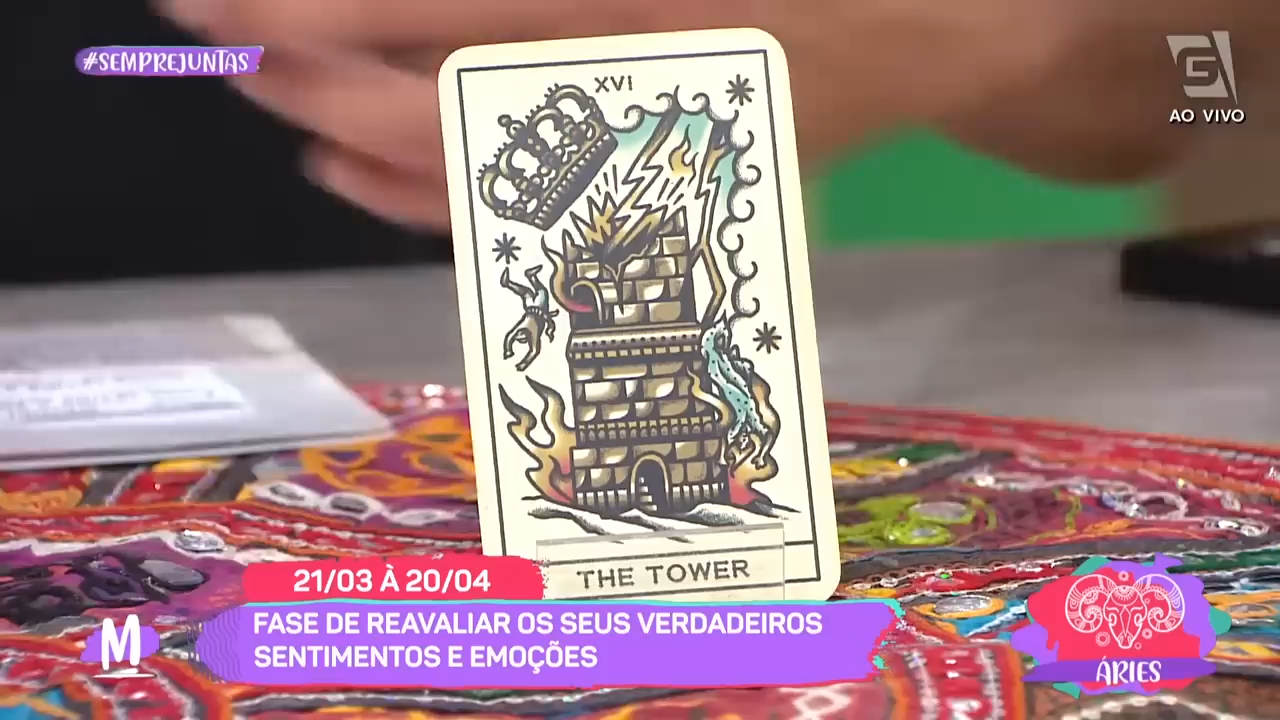 #SEMPREJUNTAS
G
AO VIVO
XVI
THE TOWER
21/03 À 20/04
M
FASE DE REAVALIAR OS SEUS VERDADEIROS
SENTIMENTOS E EMOÇÕES
ÁRIES